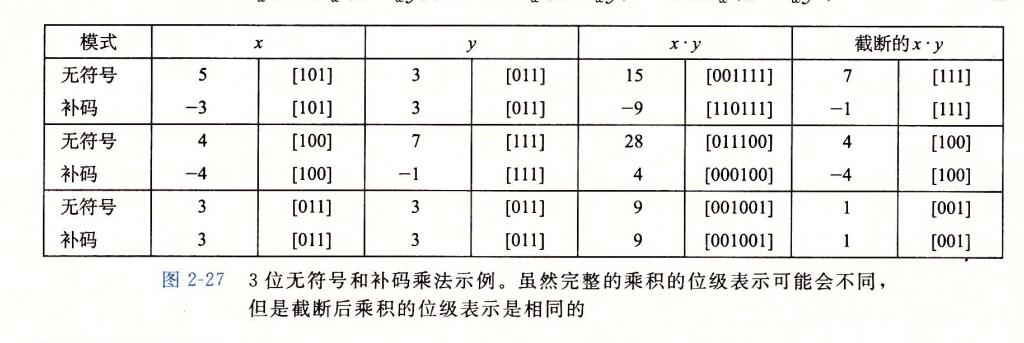 模式 x y x·y 截断的x·y
无符号 5 [101] 3 [011] 15 [001111] 7 [111]
补码 −3 [101] 3 [011] −9 [110111] −1 [111]
无符号 4 [100] 7 [111] 28 [011100] 4 [100]
补码 −4 [100] −1 [111] 4 [000100] −4 [100]
无符号 3 [011] 3 [011] 9 [001001] 1 [001]
补码 3 [011] 3 [011] 9 [001001] 1 [001]
图 2-27 3 位无符号和补码乘法示例。虽然完整的乘积的位级表示可能会不同，
但是截断后乘积的位级表示是相同的